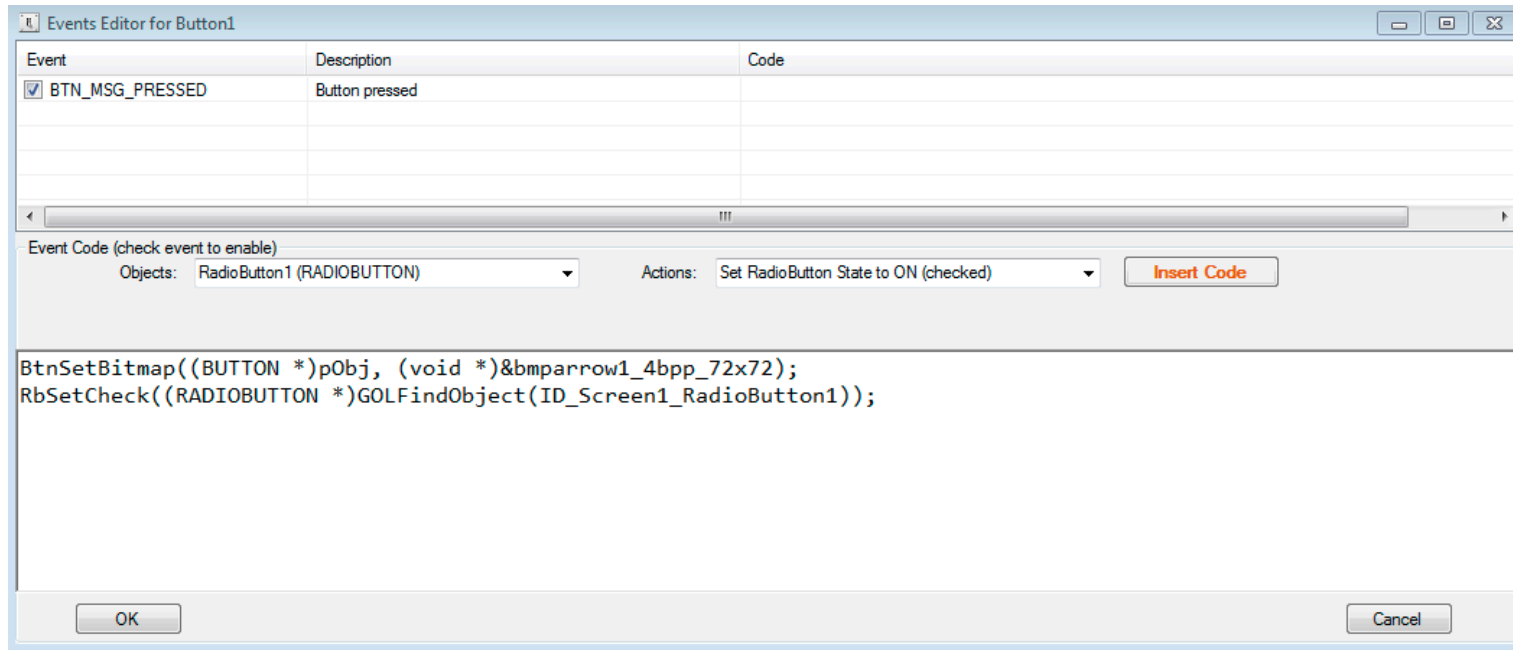 Events Editor for Button1
Event Description Code
BTN_MSG_PRESSED Button pressed
Event Code (check event to enable)
Objects: RadioButton1 (RADIOBUTTON) Actions: Set RadioButton State to ON (checked) Insert Code
BtnSetBitmap((BUTTON *)pObj, (void *)&bmparrow1_4bpp_72x72);
RbSetCheck((RADIOBUTTON *)GOLFindObject(ID_Screen1_RadioButton1));
OK Cancel